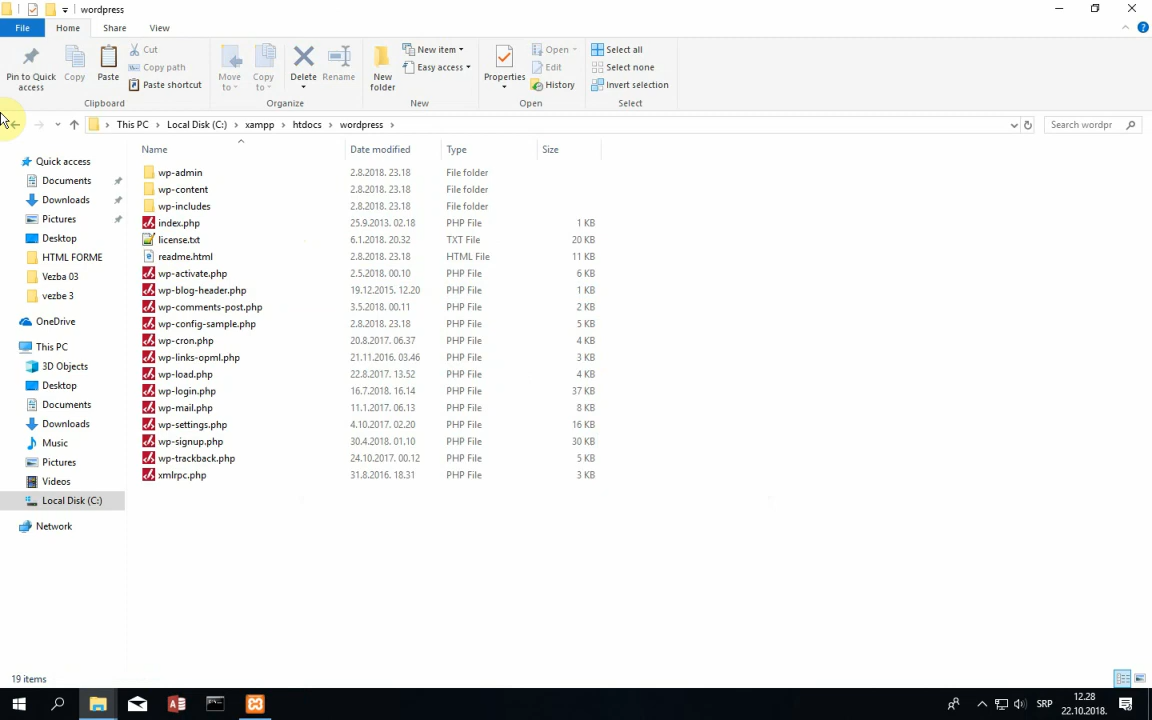 wordpress
File Home Share View
Pin to Quick access
Copy
Paste
Cut
Copy path
Paste shortcut
Clipboard
Move to
Copy to
Delete
Rename
Organize
New folder
New item
Easy access
New
Properties
Open
Edit
History
Open
Select all
Select none
Invert selection
Select
This PC > Local Disk (C:) > xampp > htdocs > wordpress >
Search wordpr
Quick access
Documents
Downloads
Pictures
Desktop
HTML FORME
Vezba 03
vezbe 3
OneDrive
This PC
3D Objects
Desktop
Documents
Downloads
Music
Pictures
Videos
Local Disk (C:)
Network
Name Date modified Type Size
wp-admin 2.8.2018. 23.18 File folder
wp-content 2.8.2018. 23.18 File folder
wp-includes 2.8.2018. 23.18 File folder
index.php 25.9.2013. 02.18 PHP File 1 KB
license.txt 6.1.2018. 20.32 TXT File 20 KB
readme.html 2.8.2018. 23.18 HTML File 11 KB
wp-activate.php 2.5.2018. 00.10 PHP File 6 KB
wp-blog-header.php 19.12.2015. 12.20 PHP File 1 KB
wp-comments-post.php 3.5.2018. 00.11 PHP File 2 KB
wp-config-sample.php 2.8.2018. 23.18 PHP File 5 KB
wp-cron.php 20.8.2017. 06.37 PHP File 4 KB
wp-links-opml.php 21.11.2016. 03.46 PHP File 3 KB
wp-load.php 22.8.2017. 13.52 PHP File 4 KB
wp-login.php 16.7.2018. 16.14 PHP File 37 KB
wp-mail.php 11.1.2017. 06.13 PHP File 8 KB
wp-settings.php 4.10.2017. 02.20 PHP File 16 KB
wp-signup.php 30.4.2018. 01.10 PHP File 30 KB
wp-trackback.php 24.10.2017. 00.12 PHP File 5 KB
xmlrpc.php 31.8.2016. 18.31 PHP File 3 KB
19 items
SRP
12.28
22.10.2018.